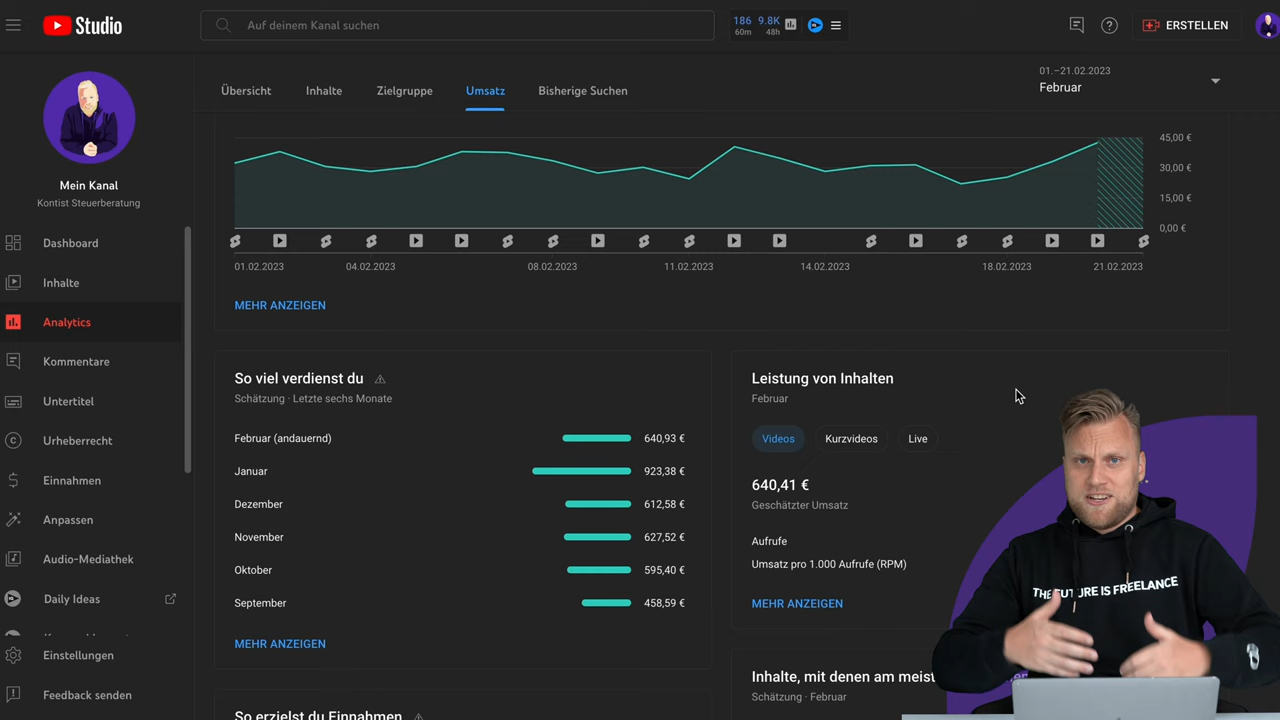 Studio
Auf deinem Kanal suchen
186 9.8K
60m 48h
ERSTELLEN
Übersicht Inhalte Zielgruppe Umsatz Bisherige Suchen
01.–21.02.2023
Februar
Mein Kanal
Kontist Steuerberatung
Dashboard
Inhalte
Analytics
Kommentare
Untertitel
Urheberrecht
Einnahmen
Anpassen
Audio-Mediathek
Daily Ideas
Einstellungen
Feedback senden
45,00 €
30,00 €
15,00 €
0,00 €
01.02.2023 04.02.2023 08.02.2023 11.02.2023 14.02.2023 18.02.2023 21.02.2023
MEHR ANZEIGEN
So viel verdienst du
Schätzung · Letzte sechs Monate
Februar (andauernd) 640,93 €
Januar 923,38 €
Dezember 612,58 €
November 627,52 €
Oktober 595,40 €
September 458,59 €
MEHR ANZEIGEN
Leistung von Inhalten
Februar
Videos Kurzvideos Live
640,41 €
Geschätzter Umsatz
Aufrufe
Umsatz pro 1.000 Aufrufe (RPM)
MEHR ANZEIGEN
Inhalte, mit denen am meist
Schätzung · Februar
So erzielst du Einnahmen
THE FUTURE IS FREELANCE